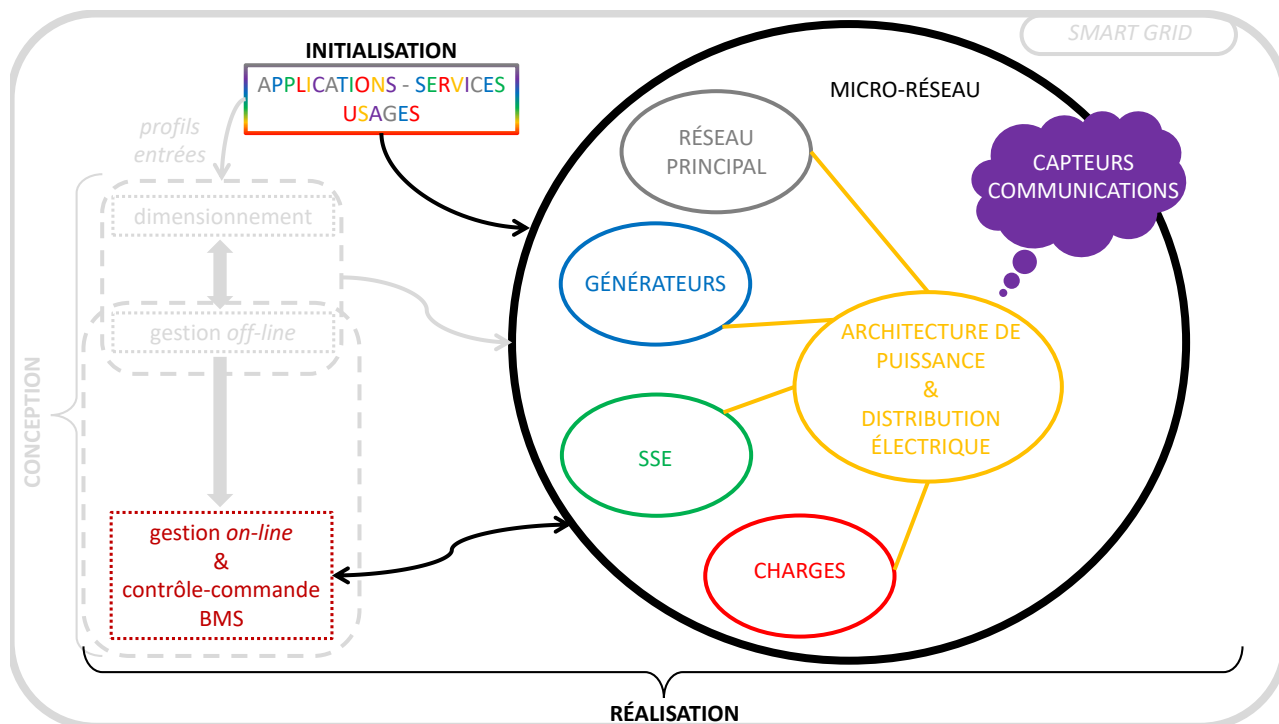 SMART GRID
INITIALISATION
APPLICATIONS - SERVICES
USAGES
profils
entrées
dimensionnement
gestion off-line
CONCEPTION
gestion on-line
&
contrôle-commande
BMS
MICRO-RÉSEAU
RÉSEAU
PRINCIPAL
CAPTEURS
COMMUNICATIONS
GÉNÉRATEURS
ARCHITECTURE DE
PUISSANCE
&
DISTRIBUTION
ÉLECTRIQUE
SSE
CHARGES
RÉALISATION